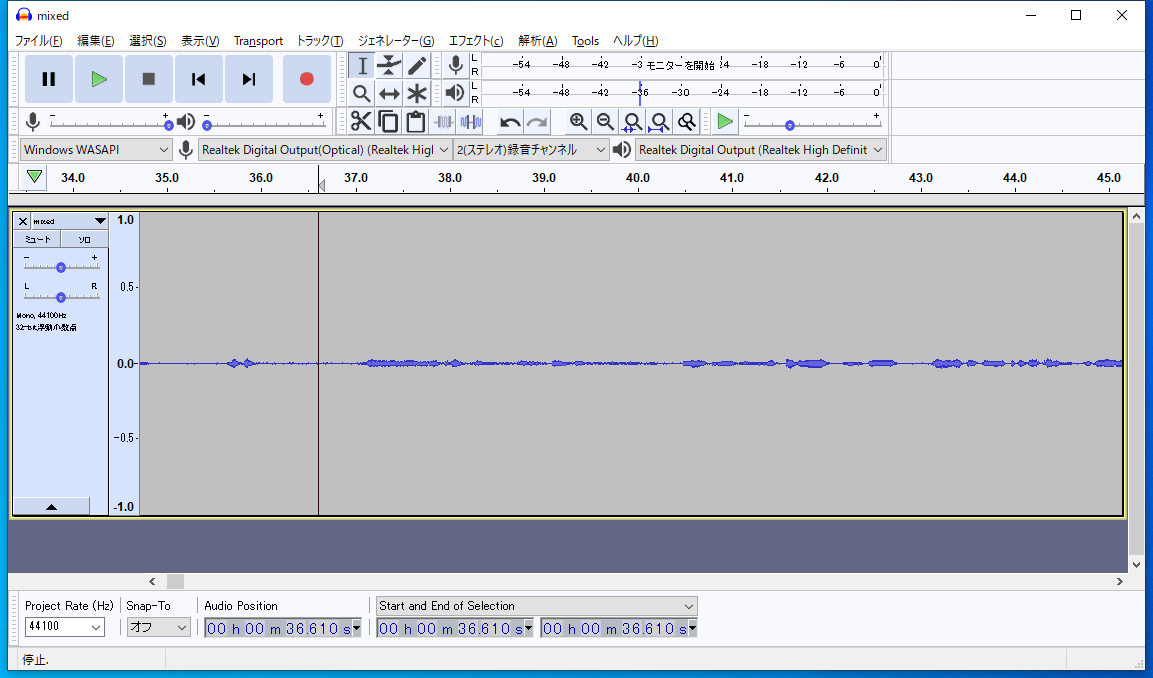 mixed
ファイル(F) 編集(E) 選択(S) 表示(V) Transport トラック(T) ジェネレーター(G) エフェクト(c) 解析(A) Tools ヘルプ(H)
L
R
-54 -48 -42 -3 モニターを開始 !4 -18 -12 -6 0
L
R
-54 -48 -42 -36 -30 -24 -18 -12 -6 0
- + - + - +
Windows WASAPI Realtek Digital Output(Optical) (Realtek Higl 2(ステレオ)録音チャンネル Realtek Digital Output (Realtek High Definit
34.0 35.0 36.0 37.0 38.0 39.0 40.0 41.0 42.0 43.0 44.0 45.0
mixed
ミュート ソロ
- +
L R
Mono, 44100Hz
32-bit浮動小数点
1.0
0.5
0.0
-0.5
-1.0
Project Rate (Hz) Snap-To Audio Position Start and End of Selection
44100 オフ 00 h 00 m 36.610 s 00 h 00 m 36.610 s 00 h 00 m 36.610 s
停止.